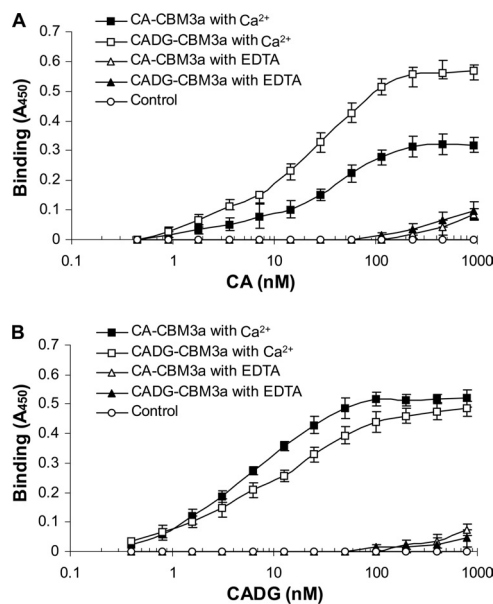 A
CA-CBM3a with Ca²⁺
CADG-CBM3a with Ca²⁺
CA-CBM3a with EDTA
CADG-CBM3a with EDTA
Control
Binding (A₄₅₀)
0.7
0.6
0.5
0.4
0.3
0.2
0.1
0
0.1
1
10
100
1000
CA (nM)
B
CA-CBM3a with Ca²⁺
CADG-CBM3a with Ca²⁺
CA-CBM3a with EDTA
CADG-CBM3a with EDTA
Control
Binding (A₄₅₀)
0.7
0.6
0.5
0.4
0.3
0.2
0.1
0
0.1
1
10
100
1000
CADG (nM)